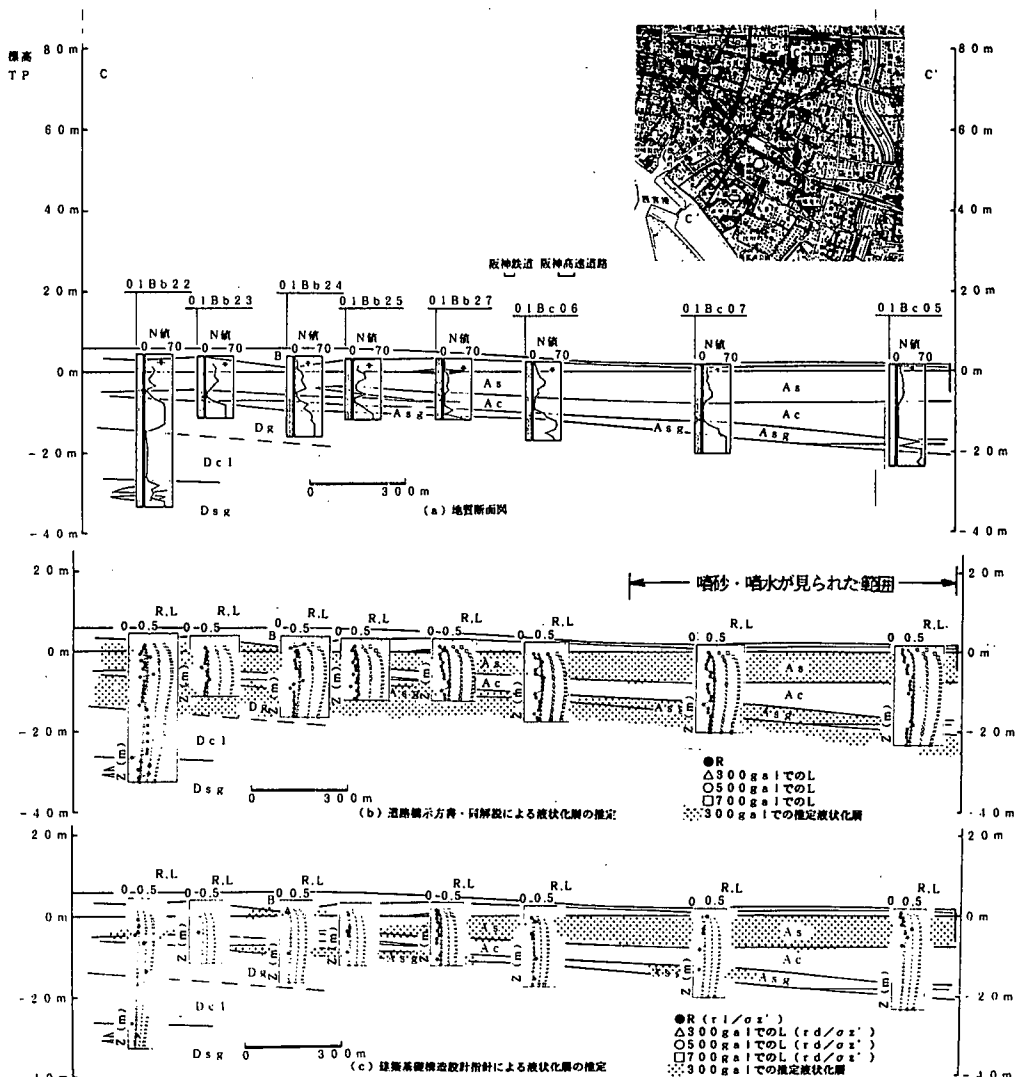 標高
TP
80m
60m
40m
20m
0m
-20m
-40m
C
C'
80m
60m
40m
20m
0m
-20m
-40m
西宮港
C'
阪神鉄道 阪神高速道路
01Bb22
01Bb23
01Bb24
01Bb25
01Bb27
01Bc06
01Bc07
01Bc05
N値
0 70
N値
0 70
N値
0 70
N値
0 70
N値
0 70
N値
0 70
N値
0 70
N値
0 70
B
As
Ac
Asg
Asg
Asg
Dg
Dcl
Dsg
0 300m
(a) 地質断面図
20m
0m
-20m
-40m
20m
0m
-20m
-40m
噴砂・噴水が見られた範囲
R,L
0-0.5
R,L
0-0.5
R,L
0-0.5
R,L
0-0.5
R,L
0-0.5
R,L
0-0.5
R,L
0 0.5
R,L
0 0.5
Z(m)
B
As
As
Ac
Ac
Asg
Asg
Dg
Dcl
Dsg
0 300m
●R
△300galでのL
○500galでのL
□700galでのL
300galでの推定液状化層
(b) 道路橋示方書・同解説による液状化層の推定
20m
0m
-20m
20m
0m
-20m
-40m
R,L
0-0.5
R,L
0-0.5
R,L
0-0.5
R,L
0-0.5
R,L
0-0.5
R,L
0-0.5
R,L
0-0.5
Z(m)
B
As
As
Ac
Ac
Asg
Asg
Dg
Dcl
Dsg
0 300m
●R (rl/σz')
△300galでのL (rd/σz')
○500galでのL (rd/σz')
□700galでのL (rd/σz')
300galでの推定液状化層
(c) 建築基礎構造設計指針による液状化層の推定